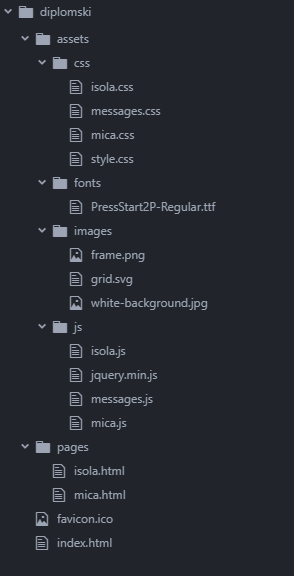 diplomski
assets
css
isola.css
messages.css
mica.css
style.css
fonts
PressStart2P-Regular.ttf
images
frame.png
grid.svg
white-background.jpg
js
isola.js
jquery.min.js
messages.js
mica.js
pages
isola.html
mica.html
favicon.ico
index.html